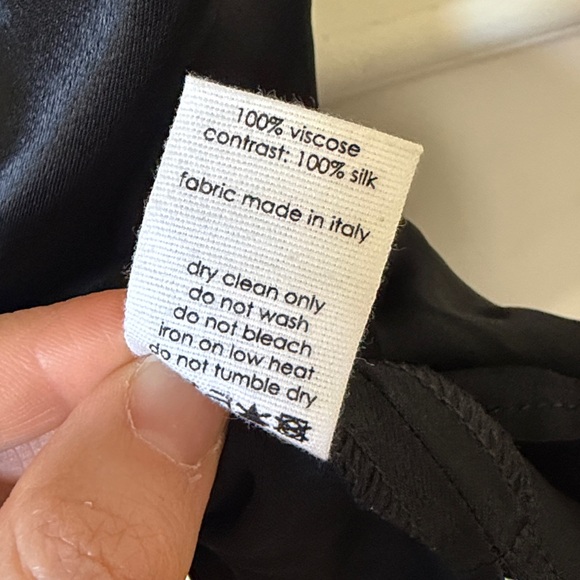 100% viscose
contrast: 100% silk
fabric made in italy
dry clean only
do not wash
do not bleach
iron on low heat
do not tumble dry